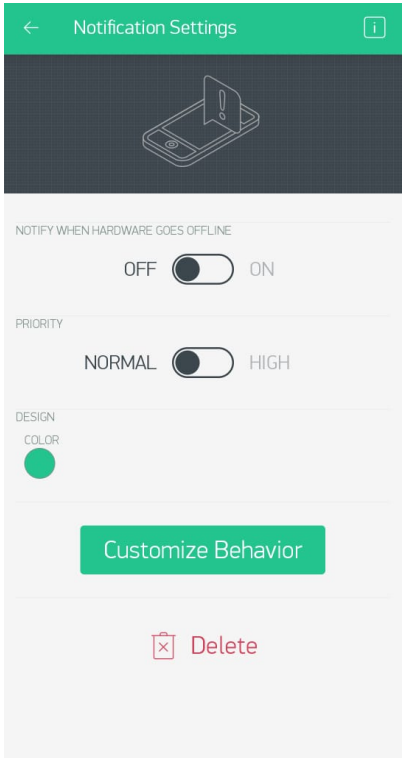 Notification Settings
NOTIFY WHEN HARDWARE GOES OFFLINE
OFF ON
PRIORITY
NORMAL HIGH
DESIGN
COLOR
Customize Behavior
Delete